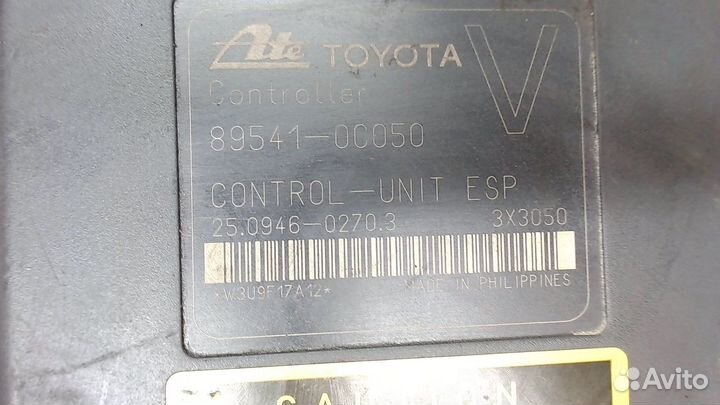 Ate TOYOTA V
Controller
89541-0C050
CONTROL-UNIT ESP
25.0946-0270.3 3X3050
*W3U9F17A12* MADE IN PHILIPPINES
Avito